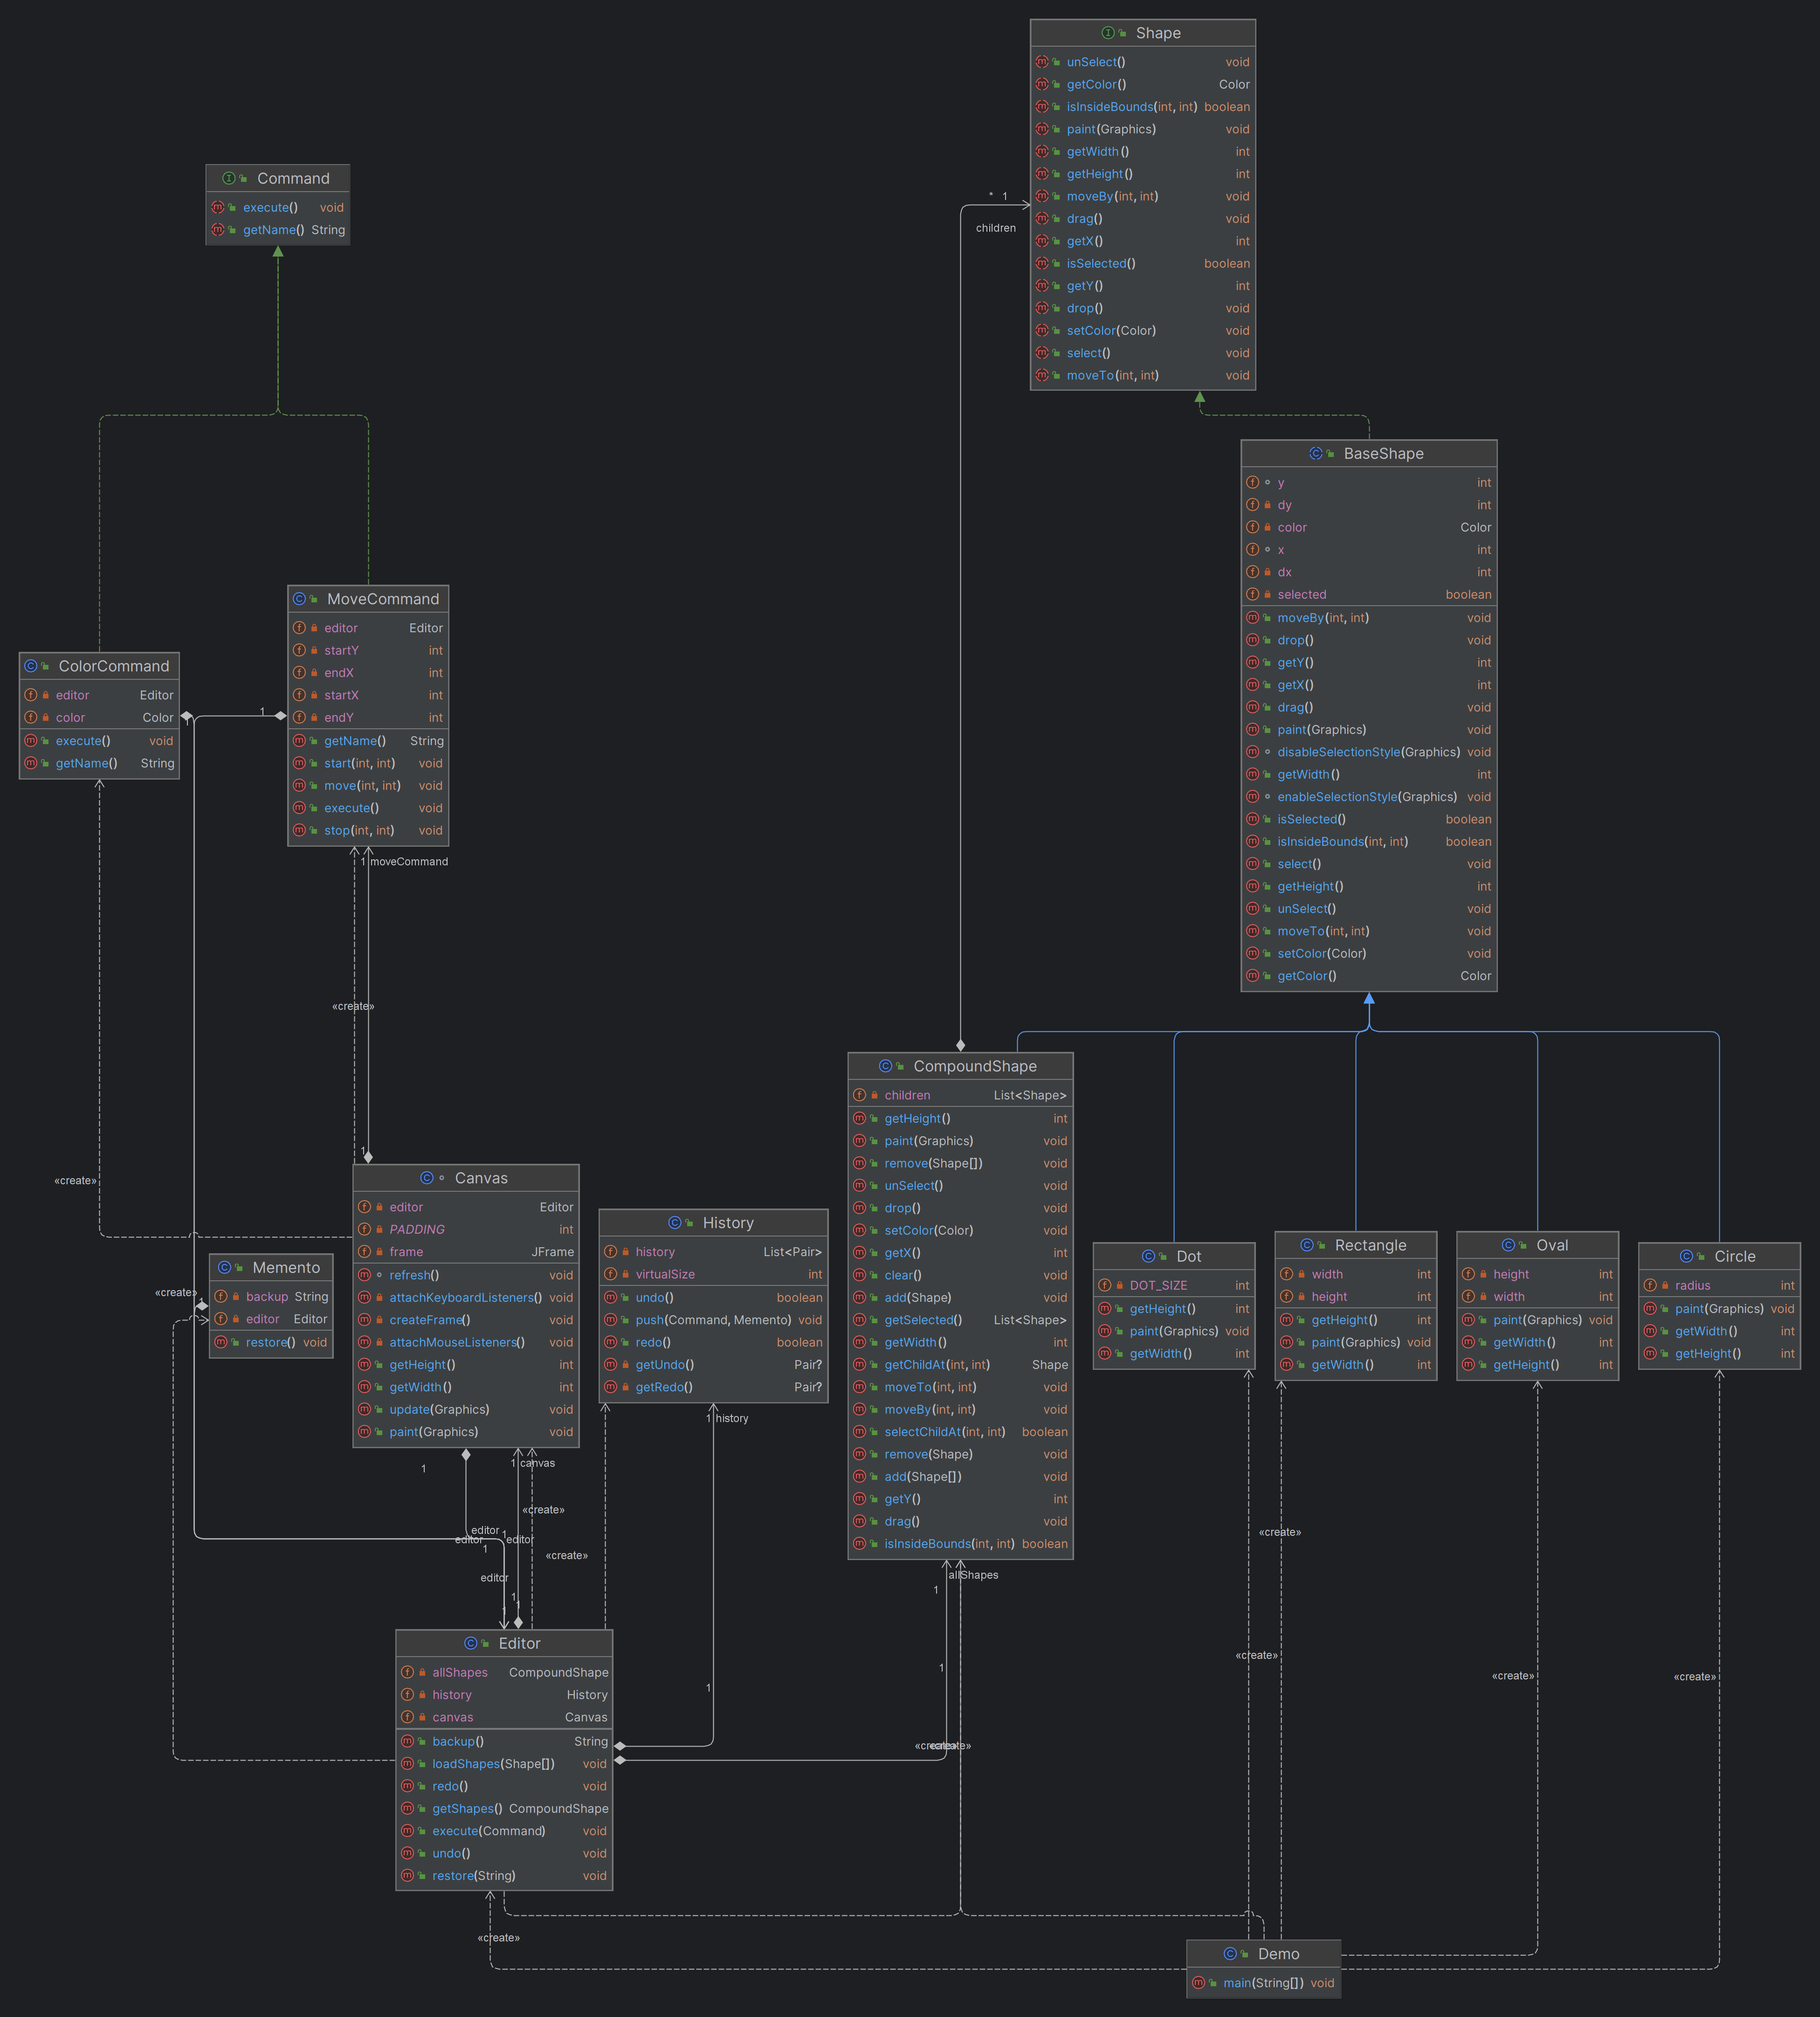 Shape
unSelect() void
getColor() Color
isInsideBounds(int, int) boolean
paint(Graphics) void
getWidth() int
getHeight() int
moveBy(int, int) void
drag() void
getX() int
isSelected() boolean
getY() int
drop() void
setColor(Color) void
select() void
moveTo(int, int) void
Command
execute() void
getName() String
* 1
children
BaseShape
y int
dy int
color Color
x int
dx int
selected boolean
moveBy(int, int) void
drop() void
getY() int
getX() int
drag() void
paint(Graphics) void
disableSelectionStyle(Graphics) void
getWidth() int
enableSelectionStyle(Graphics) void
isSelected() boolean
isInsideBounds(int, int) boolean
select() void
getHeight() int
unSelect() void
moveTo(int, int) void
setColor(Color) void
getColor() Color
MoveCommand
editor Editor
startY int
endX int
startX int
endY int
getName() String
start(int, int) void
move(int, int) void
execute() void
stop(int, int) void
ColorCommand
editor Editor
color Color
execute() void
getName() String
1
1
1 moveCommand
«create»
1
«create»
CompoundShape
children List<Shape>
getHeight() int
paint(Graphics) void
remove(Shape[]) void
unSelect() void
drop() void
setColor(Color) void
getX() int
clear() void
add(Shape) void
getSelected() List<Shape>
getWidth() int
getChildAt(int, int) Shape
moveTo(int, int) void
moveBy(int, int) void
selectChildAt(int, int) boolean
remove(Shape) void
add(Shape[]) void
getY() int
drag() void
isInsideBounds(int, int) boolean
Canvas
editor Editor
PADDING int
frame JFrame
refresh() void
attachKeyboardListeners() void
createFrame() void
attachMouseListeners() void
getHeight() int
getWidth() int
update(Graphics) void
paint(Graphics) void
History
history List<Pair>
virtualSize int
undo() boolean
push(Command, Memento) void
redo() boolean
getUndo() Pair?
getRedo() Pair?
Memento
backup String
editor Editor
restore() void
«create»
1
Dot
DOT_SIZE int
getHeight() int
paint(Graphics) void
getWidth() int
Rectangle
width int
height int
getHeight() int
paint(Graphics) void
getWidth() int
Oval
height int
width int
paint(Graphics) void
getWidth() int
getHeight() int
Circle
radius int
paint(Graphics) void
getWidth() int
getHeight() int
1 history
1
1 canvas
«create»
editor 1
editor editor
1
«create»
editor
1
1
1
allShapes
1
«create»
«create»
«create»
«create»
1
1
«create»
«create»
Editor
allShapes CompoundShape
history History
canvas Canvas
backup() String
loadShapes(Shape[]) void
redo() void
getShapes() CompoundShape
execute(Command) void
undo() void
restore(String) void
«create»
Demo
main(String[]) void